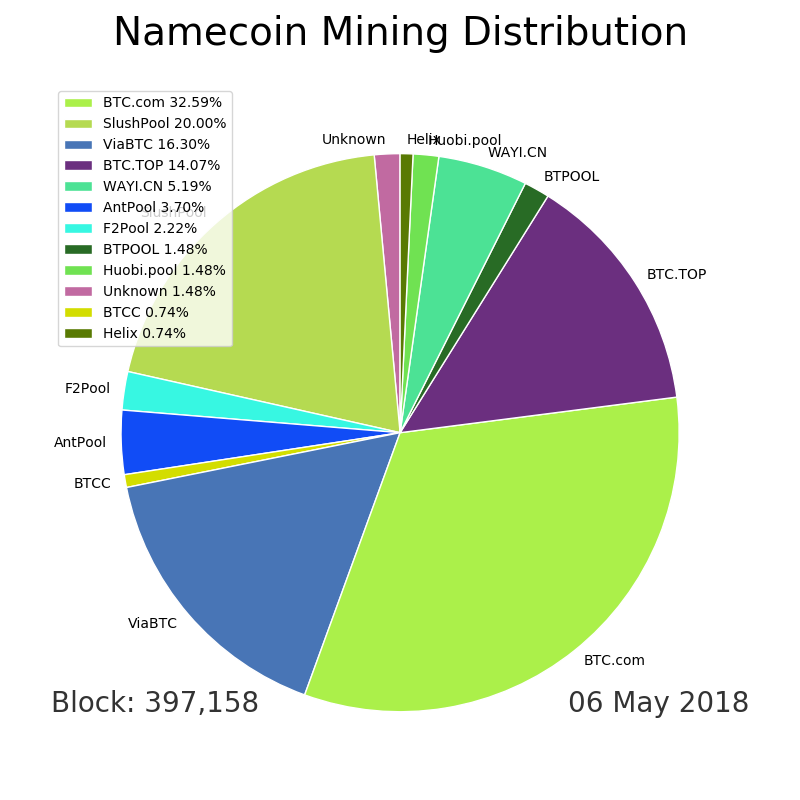 Namecoin Mining Distribution
BTC.com 32.59%
SlushPool 20.00%
ViaBTC 16.30%
BTC.TOP 14.07%
WAYI.CN 5.19%
AntPool 3.70%
F2Pool 2.22%
BTPOOL 1.48%
Huobi.pool 1.48%
Unknown 1.48%
BTCC 0.74%
Helix 0.74%
Unknown
Helix
Huobi.pool
WAYI.CN
BTPOOL
BTC.TOP
SlushPool
F2Pool
AntPool
BTCC
ViaBTC
BTC.com
Block: 397,158
06 May 2018